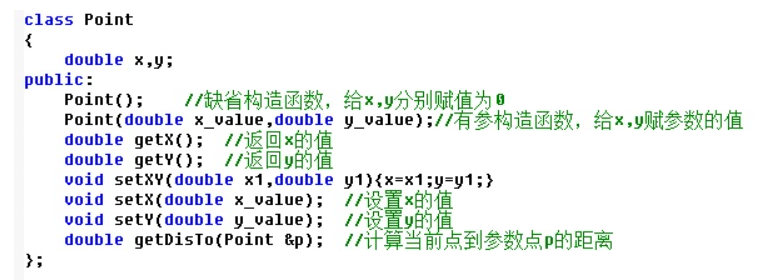 class Point
{
    double x,y;
public:
    Point();    //缺省构造函数，给x,y分别赋值为0
    Point(double x_value,double y_value);//有参构造函数，给x,y赋参数的值
    double getX();  //返回x的值
    double getY();  //返回y的值
    void setXY(double x1,double y1){x=x1;y=y1;}
    void setX(double x_value);  //设置x的值
    void setY(double y_value);  //设置y的值
    double getDisTo(Point &p);  //计算当前点到参数点p的距离
};